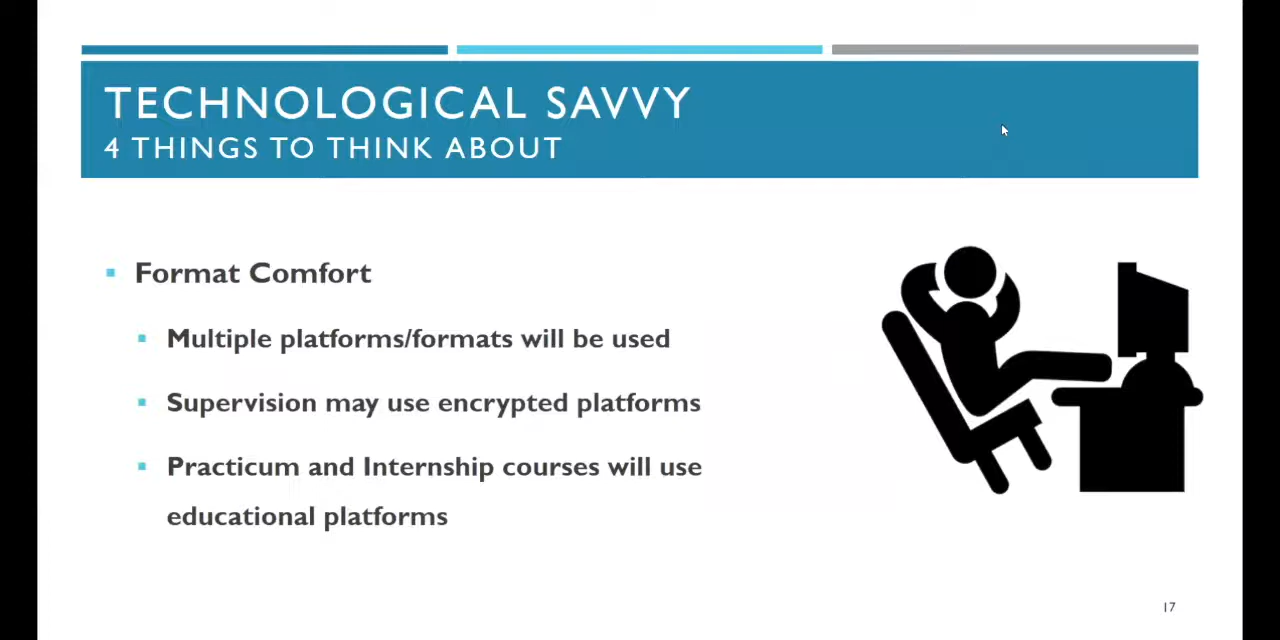 TECHNOLOGICAL SAVVY
4 THINGS TO THINK ABOUT
Format Comfort
Multiple platforms/formats will be used
Supervision may use encrypted platforms
Practicum and Internship courses will use
educational platforms
17